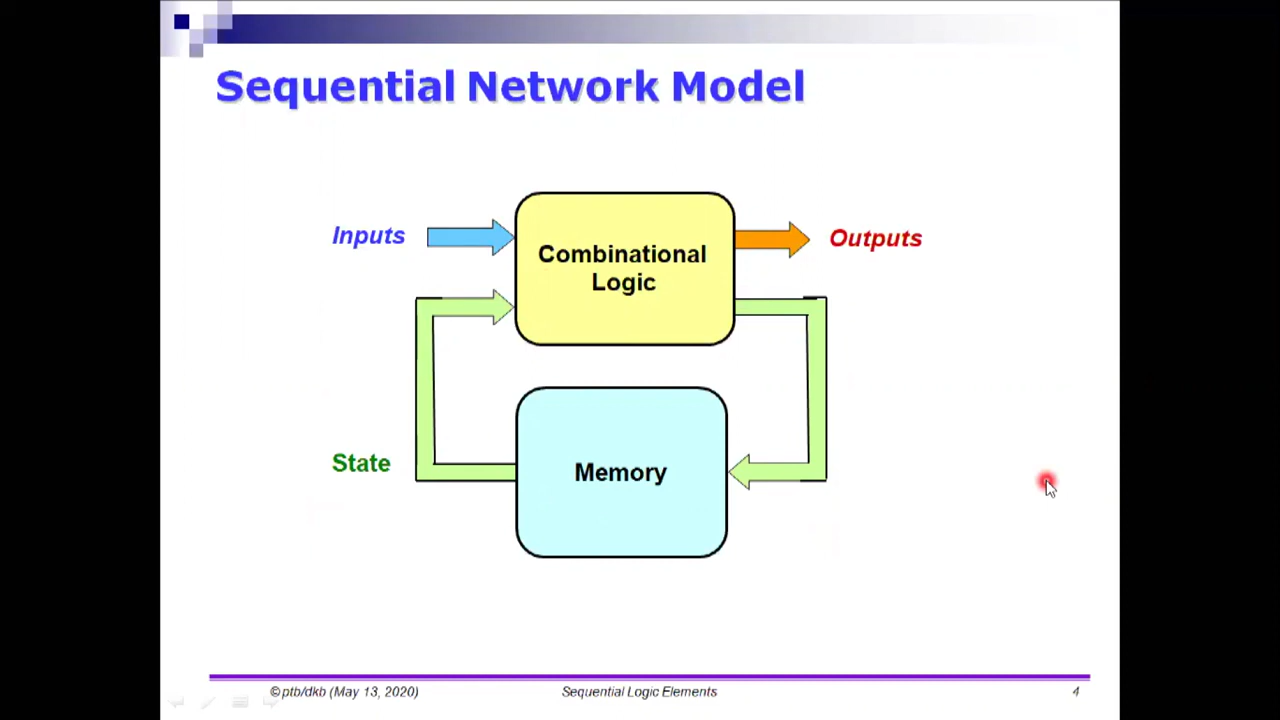 Sequential Network Model
Inputs
Combinational
Logic
Outputs
State
Memory
©ptb/dkb (May 13, 2020)
Sequential Logic Elements
4